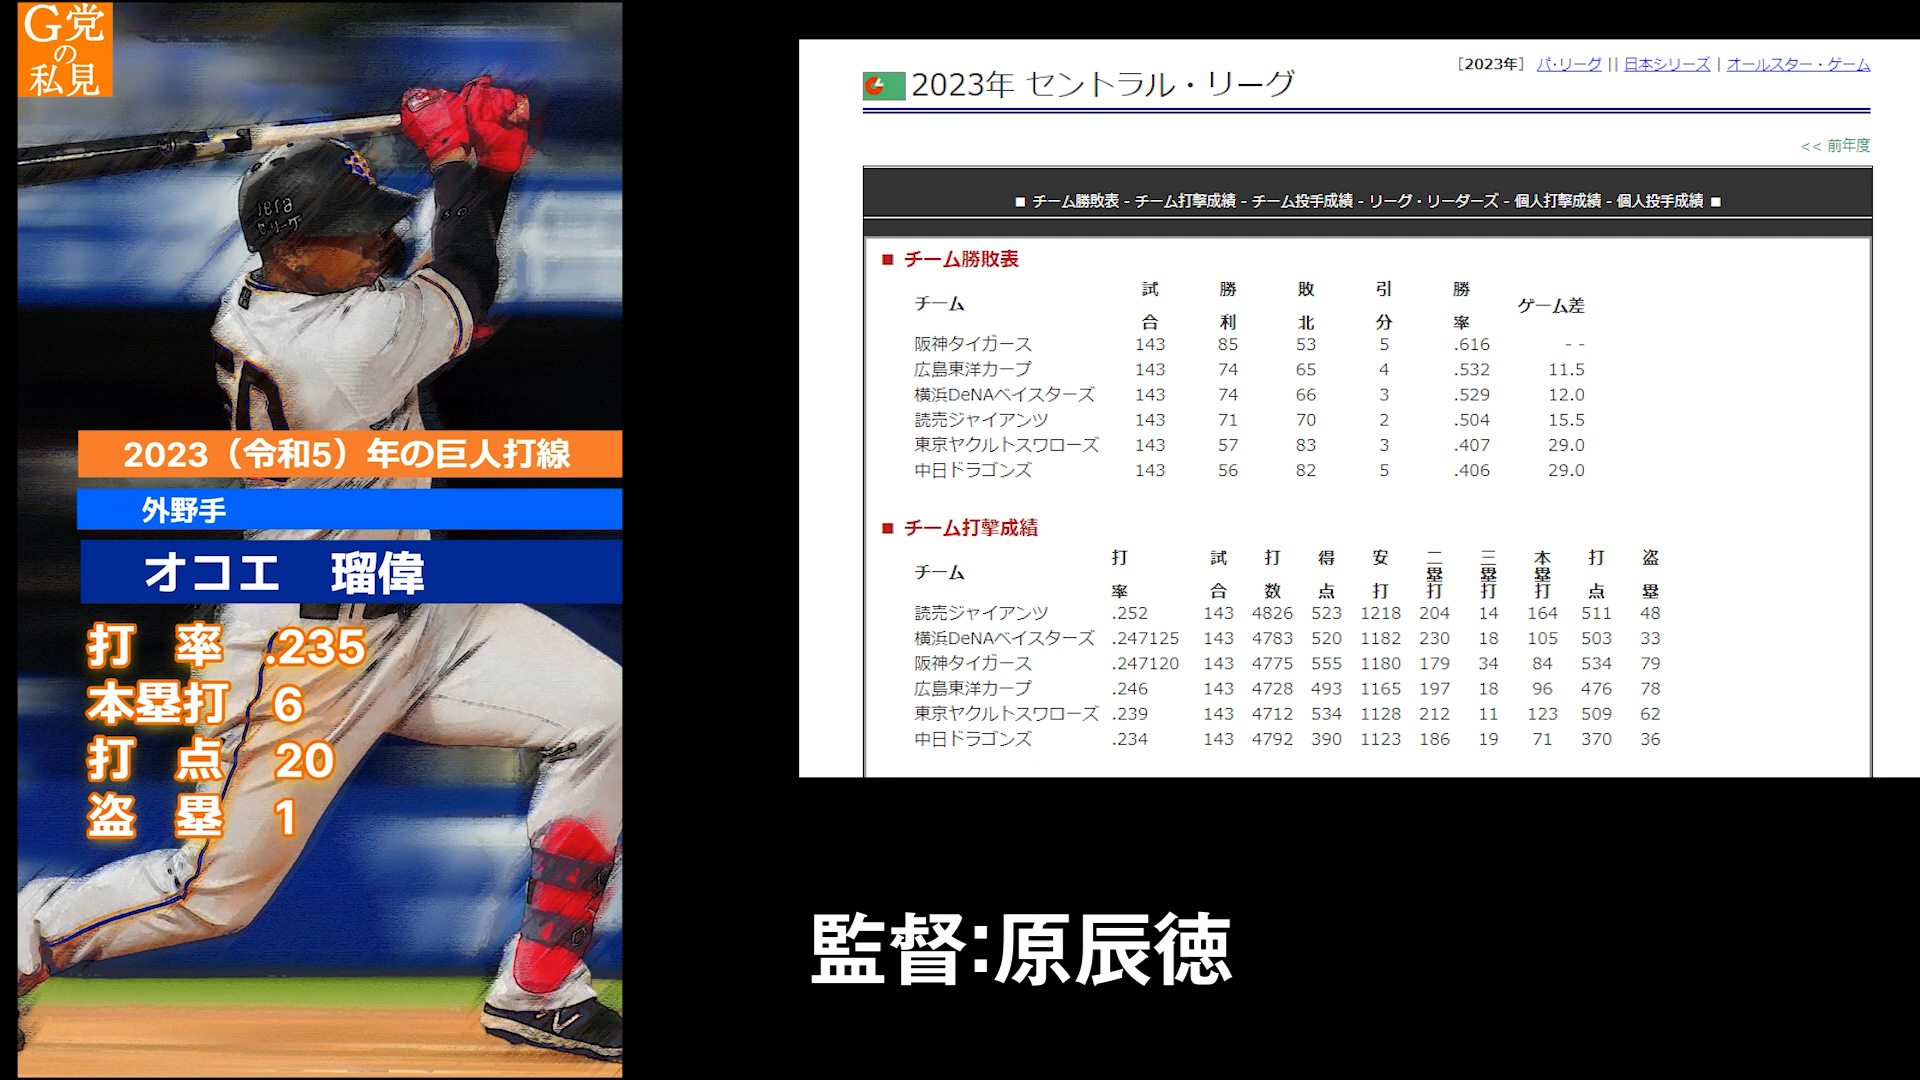 G党
の
私見
jera
セ・リーグ
2023（令和5）年の巨人打線
外野手
オコエ　瑠偉
打　率　.235
本塁打　6
打　点　20
盗　塁　1
［2023年］ パ・リーグ || 日本シリーズ | オールスター・ゲーム
2023年 セントラル・リーグ
<< 前年度
■ チーム勝敗表 - チーム打撃成績 - チーム投手成績 - リーグ・リーダーズ - 個人打撃成績 - 個人投手成績 ■
■ チーム勝敗表
チーム 試合 勝利 敗北 引分 勝率 ゲーム差
阪神タイガース 143 85 53 5 .616 - -
広島東洋カープ 143 74 65 4 .532 11.5
横浜DeNAベイスターズ 143 74 66 3 .529 12.0
読売ジャイアンツ 143 71 70 2 .504 15.5
東京ヤクルトスワローズ 143 57 83 3 .407 29.0
中日ドラゴンズ 143 56 82 5 .406 29.0
■ チーム打撃成績
チーム 打率 試合 打数 得点 安打 二塁打 三塁打 本塁打 打点 盗塁
読売ジャイアンツ .252 143 4826 523 1218 204 14 164 511 48
横浜DeNAベイスターズ .247125 143 4783 520 1182 230 18 105 503 33
阪神タイガース .247120 143 4775 555 1180 179 34 84 534 79
広島東洋カープ .246 143 4728 493 1165 197 18 96 476 78
東京ヤクルトスワローズ .239 143 4712 534 1128 212 11 123 509 62
中日ドラゴンズ .234 143 4792 390 1123 186 19 71 370 36
監督:原辰徳